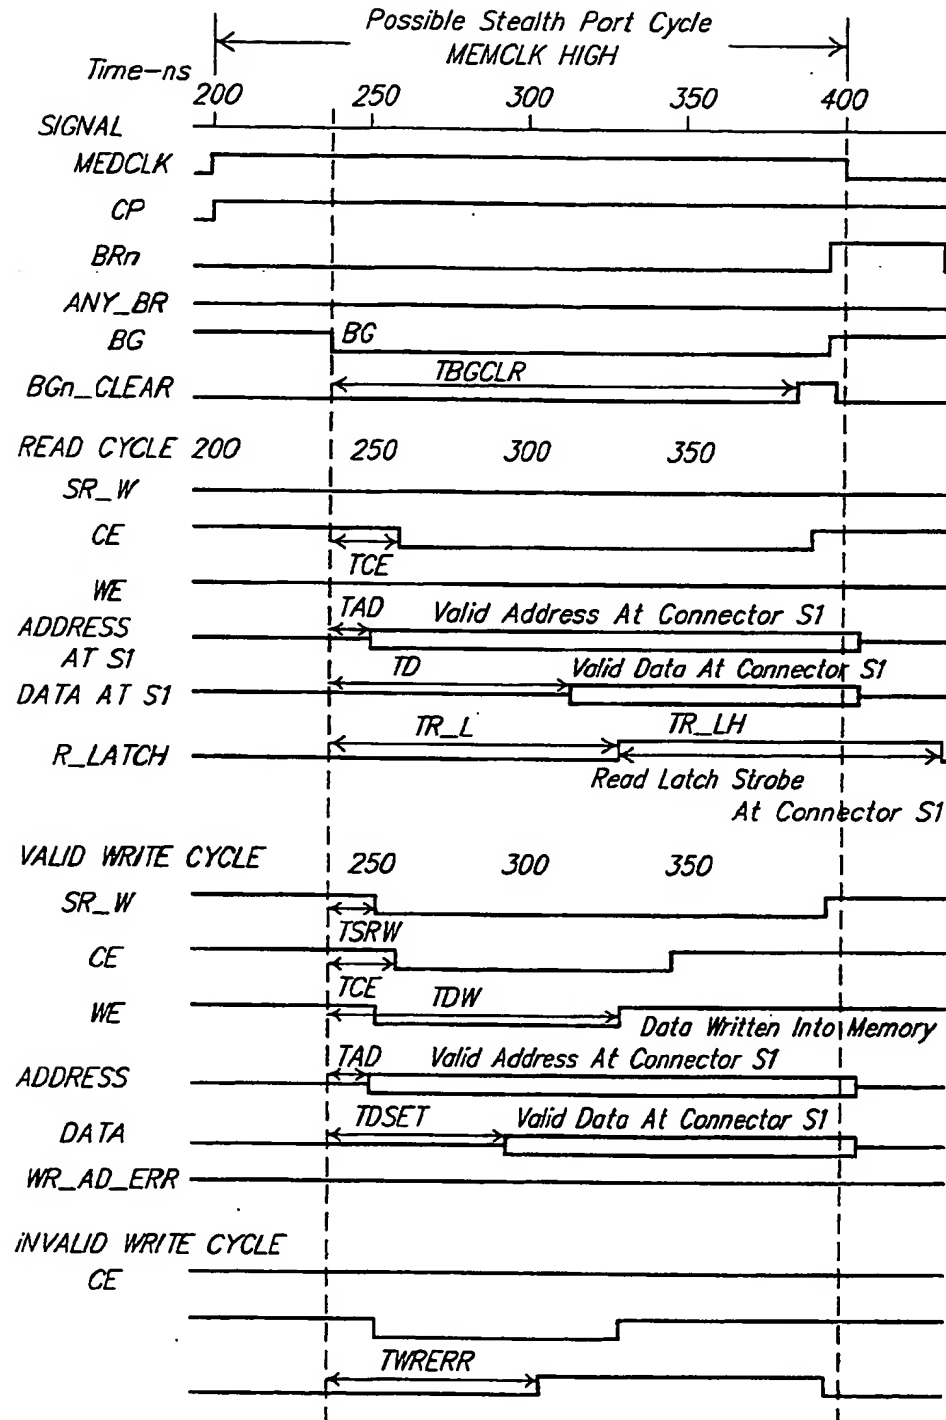 Possible Stealth Port Cycle
MEMCLK HIGH
Time-ns
200 250 300 350 400
SIGNAL
MEDCLK
CP
BRn
ANY_BR
BG BG
TBGCLR
BGn_CLEAR
READ CYCLE 200 250 300 350
SR_W
CE
TCE
WE
TAD Valid Address At Connector S1
ADDRESS
AT S1
TD Valid Data At Connector S1
DATA AT S1
TR_L TR_LH
R_LATCH
Read Latch Strobe
At Connector S1
VALID WRITE CYCLE 250 300 350
SR_W
TSRW
CE
TCE TDW
WE
Data Written Into Memory
TAD Valid Address At Connector S1
ADDRESS
TDSET Valid Data At Connector S1
DATA
WR_AD_ERR
iNVALID WRITE CYCLE
CE
TWRERR